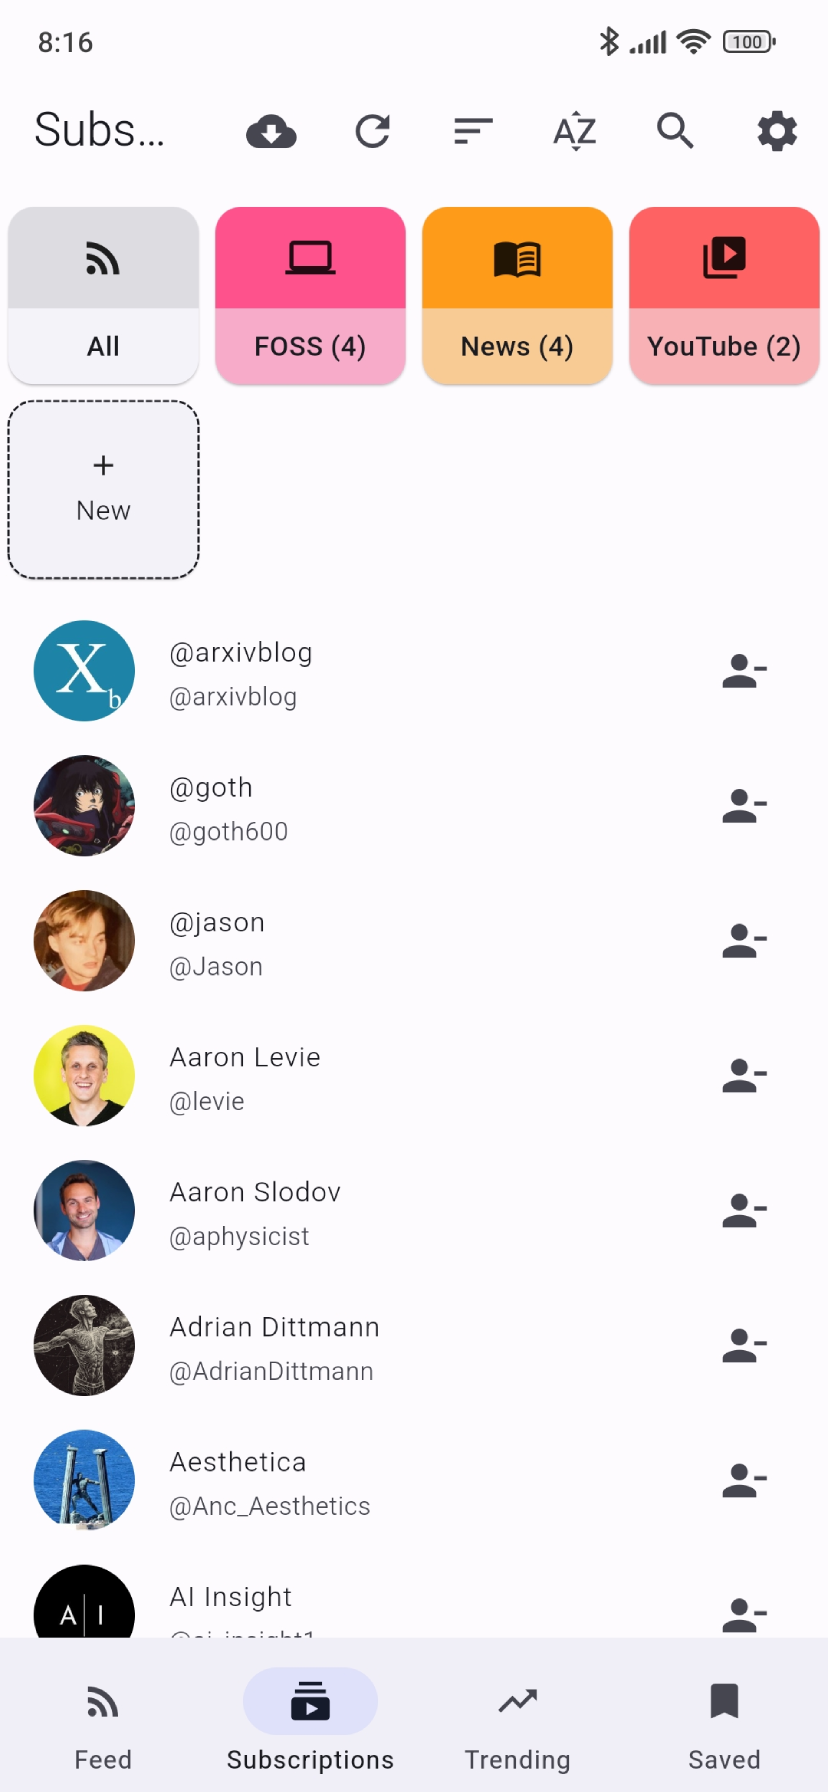 8:16
100
Subs...
AZ
All
FOSS (4)
News (4)
YouTube (2)
+
New
Xb
@arxivblog
@arxivblog
@goth
@goth600
@jason
@Jason
Aaron Levie
@levie
Aaron Slodov
@aphysicist
Adrian Dittmann
@AdrianDittmann
Aesthetica
@Anc_Aesthetics
A|I
AI Insight
@ai_insight1
Feed
Subscriptions
Trending
Saved